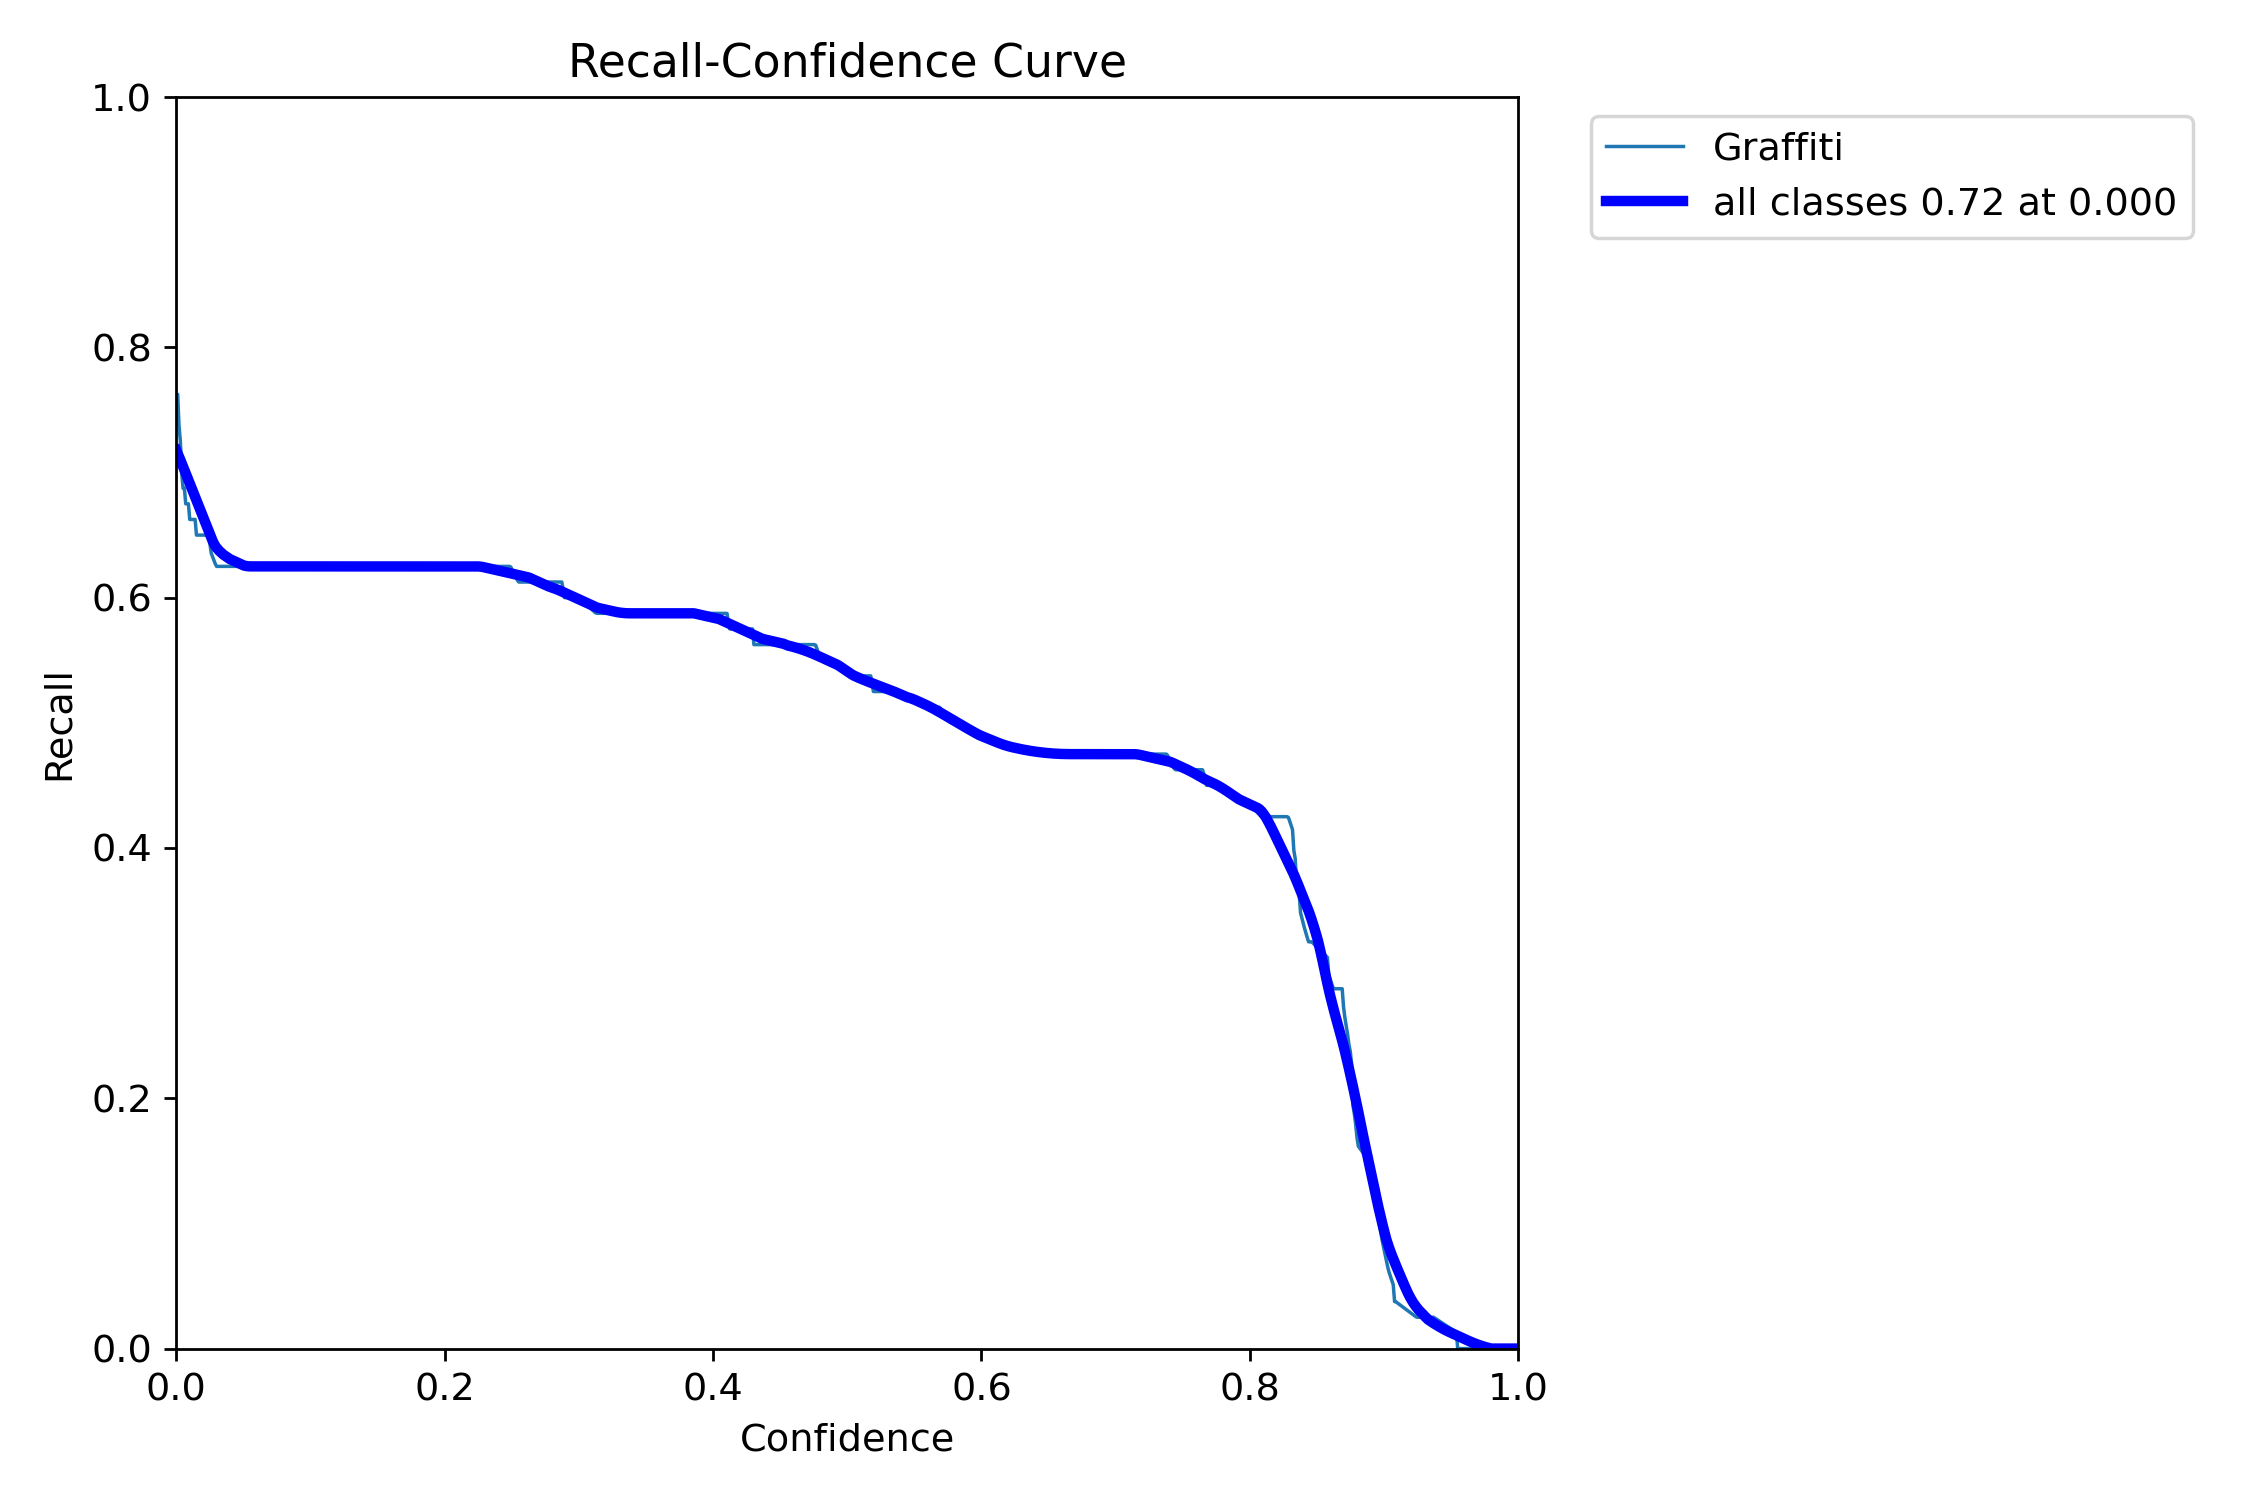 Recall-Confidence Curve
1.0
0.8
0.6
0.4
0.2
0.0
Recall
0.0 0.2 0.4 0.6 0.8 1.0
Confidence
Graffiti
all classes 0.72 at 0.000